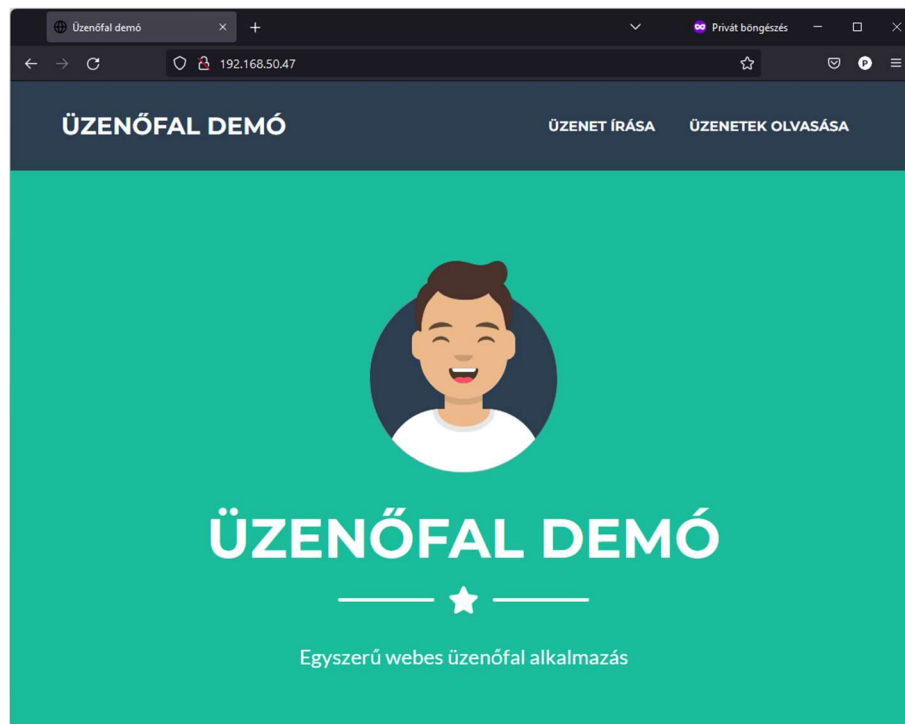 Üzenőfal demó
Privát böngészés
192.168.50.47
P
ÜZENŐFAL DEMÓ
ÜZENET ÍRÁSA
ÜZENETEK OLVASÁSA
ÜZENŐFAL DEMÓ
Egyszerű webes üzenőfal alkalmazás